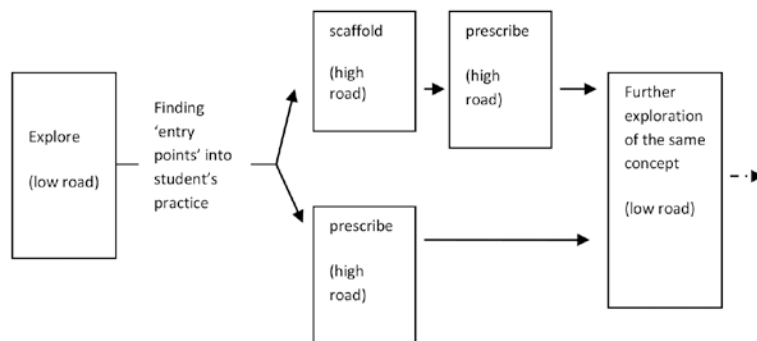 Explore
(low road)
Finding
‘entry
points’ into
student’s
practice
scaffold
(high
road)
prescribe
(high
road)
prescribe
(high
road)
Further
exploration
of the same
concept
(low road)